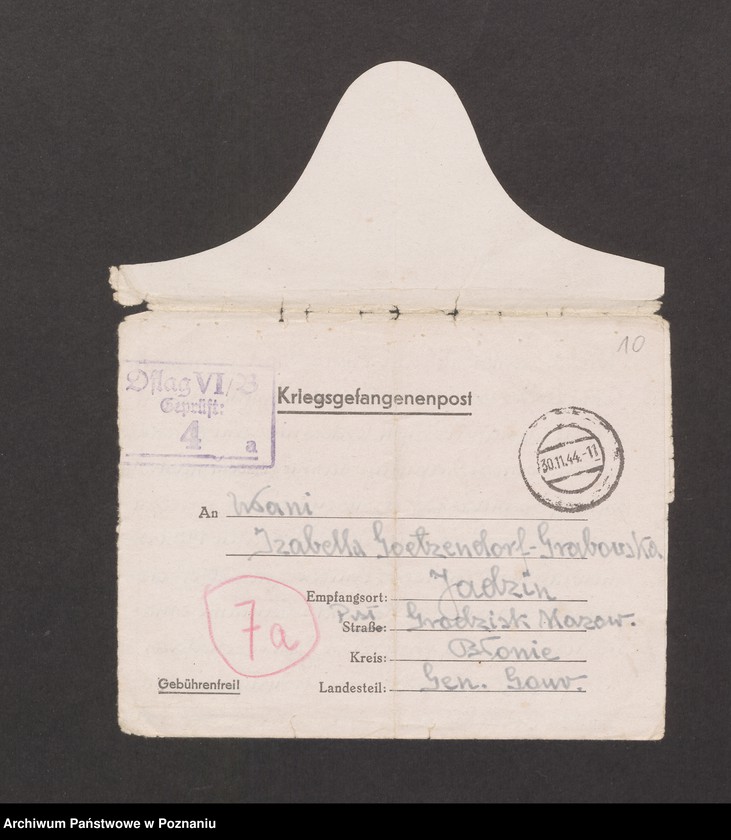 10
Oflag VI/B
Geprüft:
4 a
Kriegsgefangenenpost
30.11.44.-11
An Wani
Izabella Goetzendorf-Grabowska
Empfangsort: Jadzin
Post
Straße: Grodzisk Mazow.
Kreis: Błonie
7a
Gebührenfrei!
Landesteil: Gen. Gouv.
Archiwum Państwowe w Poznaniu